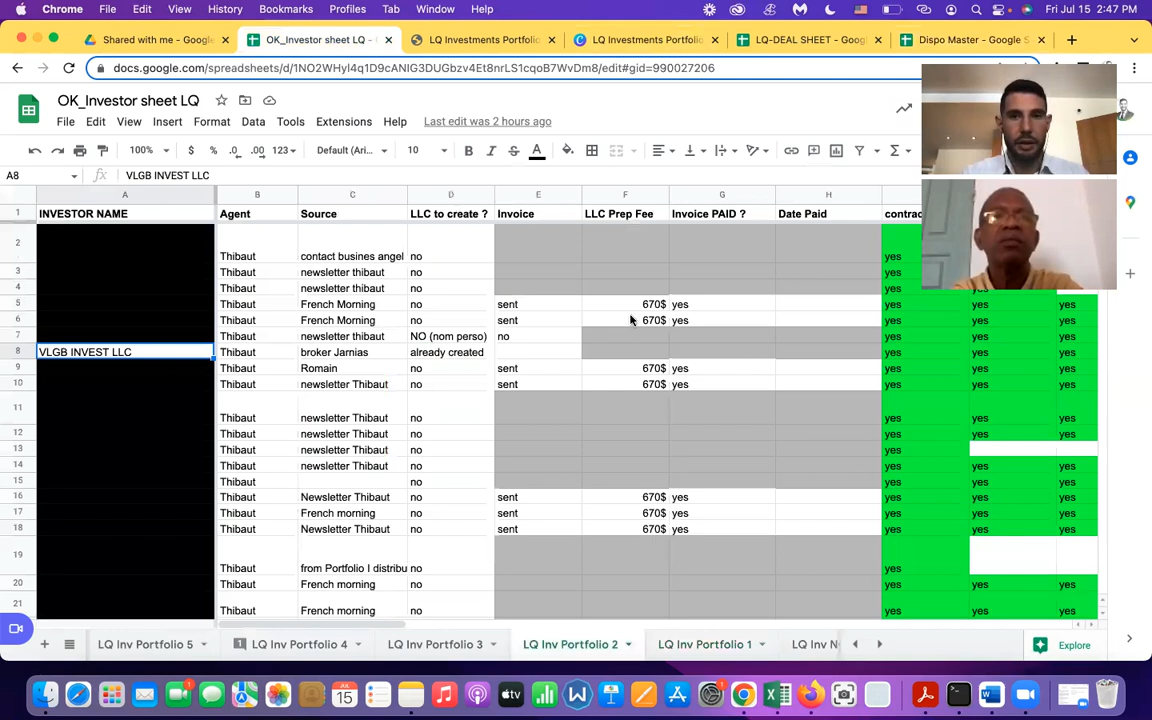 Chrome File Edit View History Bookmarks Profiles Tab Window Help Fri Jul 15 2:47 PM
Shared with me - Google OK_Investor sheet LQ - LQ Investments Portfolio LQ Investments Portfolio LQ-DEAL SHEET - Google Dispo Master - Google S
OK_Investor sheet LQ
File Edit View Insert Format Data Tools Extensions Help Last edit was 2 hours ago
100% $ % .0 .00 123 Default (Ari... 10
A8 VLGB INVEST LLC
A B C D E F G H
1 INVESTOR NAME Agent Source LLC to create ? Invoice LLC Prep Fee Invoice PAID ? Date Paid
2 Thibaut contact busines angel no yes
3 Thibaut newsletter thibaut no yes
4 Thibaut newsletter thibaut no yes
5 Thibaut French Morning no sent 670$ yes yes yes yes
6 Thibaut French Morning no sent 670$ yes yes yes yes
7 Thibaut newsletter thibaut NO (nom perso) no yes yes yes
8 VLGB INVEST LLC Thibaut broker Jarnias already created yes yes yes
9 Thibaut Romain no sent 670$ yes yes yes yes
10 Thibaut newsletter Thibaut no sent 670$ yes yes yes yes
11 Thibaut newsletter Thibaut no yes yes yes
12 Thibaut newsletter Thibaut no yes yes yes
13 Thibaut newsletter Thibaut no yes
14 Thibaut newsletter Thibaut no yes yes yes
15 Thibaut no yes yes yes
16 Thibaut Newsletter Thibaut no sent 670$ yes yes yes yes
17 Thibaut French morning no sent 670$ yes yes yes yes
18 Thibaut Newsletter Thibaut no sent 670$ yes yes yes yes
19 Thibaut from Portfolio I distribu no yes
20 Thibaut French morning no yes yes yes
21 Thibaut French morning no yes yes yes
LQ Inv Portfolio 5 LQ Inv Portfolio 4 LQ Inv Portfolio 3 LQ Inv Portfolio 2 LQ Inv Portfolio 1 LQ Inv N Explore